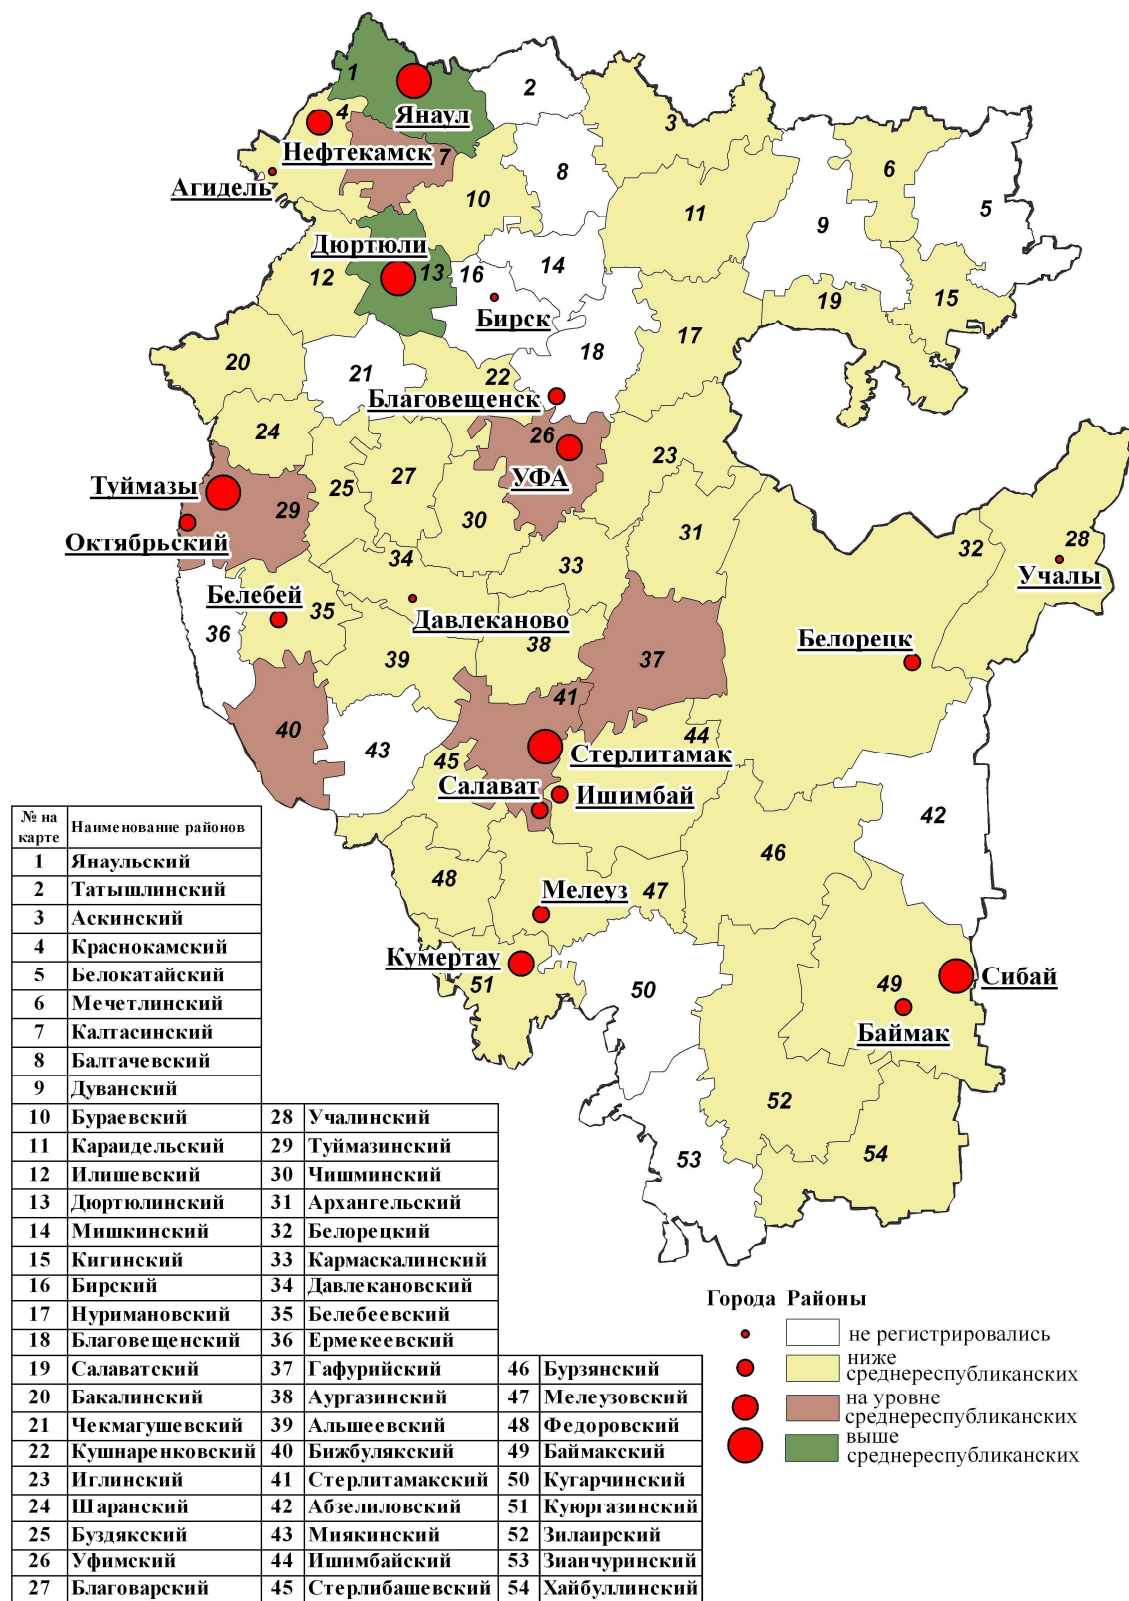 1
2
Янаул
3
4
Нефтекамск
7
8
6
5
Агидель
10
11
9
Дюртюли
12
13
16
14
19
15
Бирск
17
18
20
21
22
Благовещенск
24
26
23
УФА
Туймазы
25
27
29
30
31
Октябрьский
34
33
32
28
Учалы
Белебей
35
Давлеканово
36
38
Белорецк
39
37
40
41
43
45
44
Стерлитамак
Салават
Ишимбай
42
46
48
Мелеуз
47
Кумертау
51
50
49
Сибай
Баймак
52
53
54
№ на карте Наименование районов
1 Янаульский
2 Татышлинский
3 Аскинский
4 Краснокамский
5 Белокатайский
6 Мечетлинский
7 Калтасинский
8 Балтачевский
9 Дуванский
10 Бураевский 28 Учалинский
11 Караидельский 29 Туймазинский
12 Илишевский 30 Чишминский
13 Дюртюлинский 31 Архангельский
14 Мишкинский 32 Белорецкий
15 Кигинский 33 Кармаскалинский
16 Бирский 34 Давлекановский
17 Нуримановский 35 Белебеевский
18 Благовещенский 36 Ермекеевский
19 Салаватский 37 Гафурийский 46 Бурзянский
20 Бакалинский 38 Аургазинский 47 Мелеузовский
21 Чекмагушевский 39 Альшеевский 48 Федоровский
22 Кушнаренковский 40 Бижбулякский 49 Баймакский
23 Иглинский 41 Стерлитамакский 50 Кугарчинский
24 Шаранский 42 Абзелиловский 51 Куюргазинский
25 Буздякский 43 Миякинский 52 Зилаирский
26 Уфимский 44 Ишимбайский 53 Зианчуринский
27 Благоварский 45 Стерлибашевский 54 Хайбуллинский
Города Районы
не регистрировались
ниже
среднереспубликанских
на уровне
среднереспубликанских
выше
среднереспубликанских